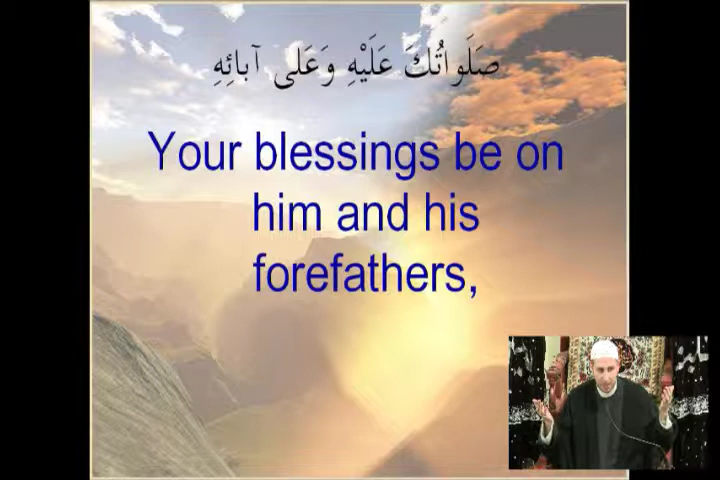 صَلَواتُكَ عَلَيْهِ وَعَلى آبائِهِ
Your blessings be on
him and his
forefathers,